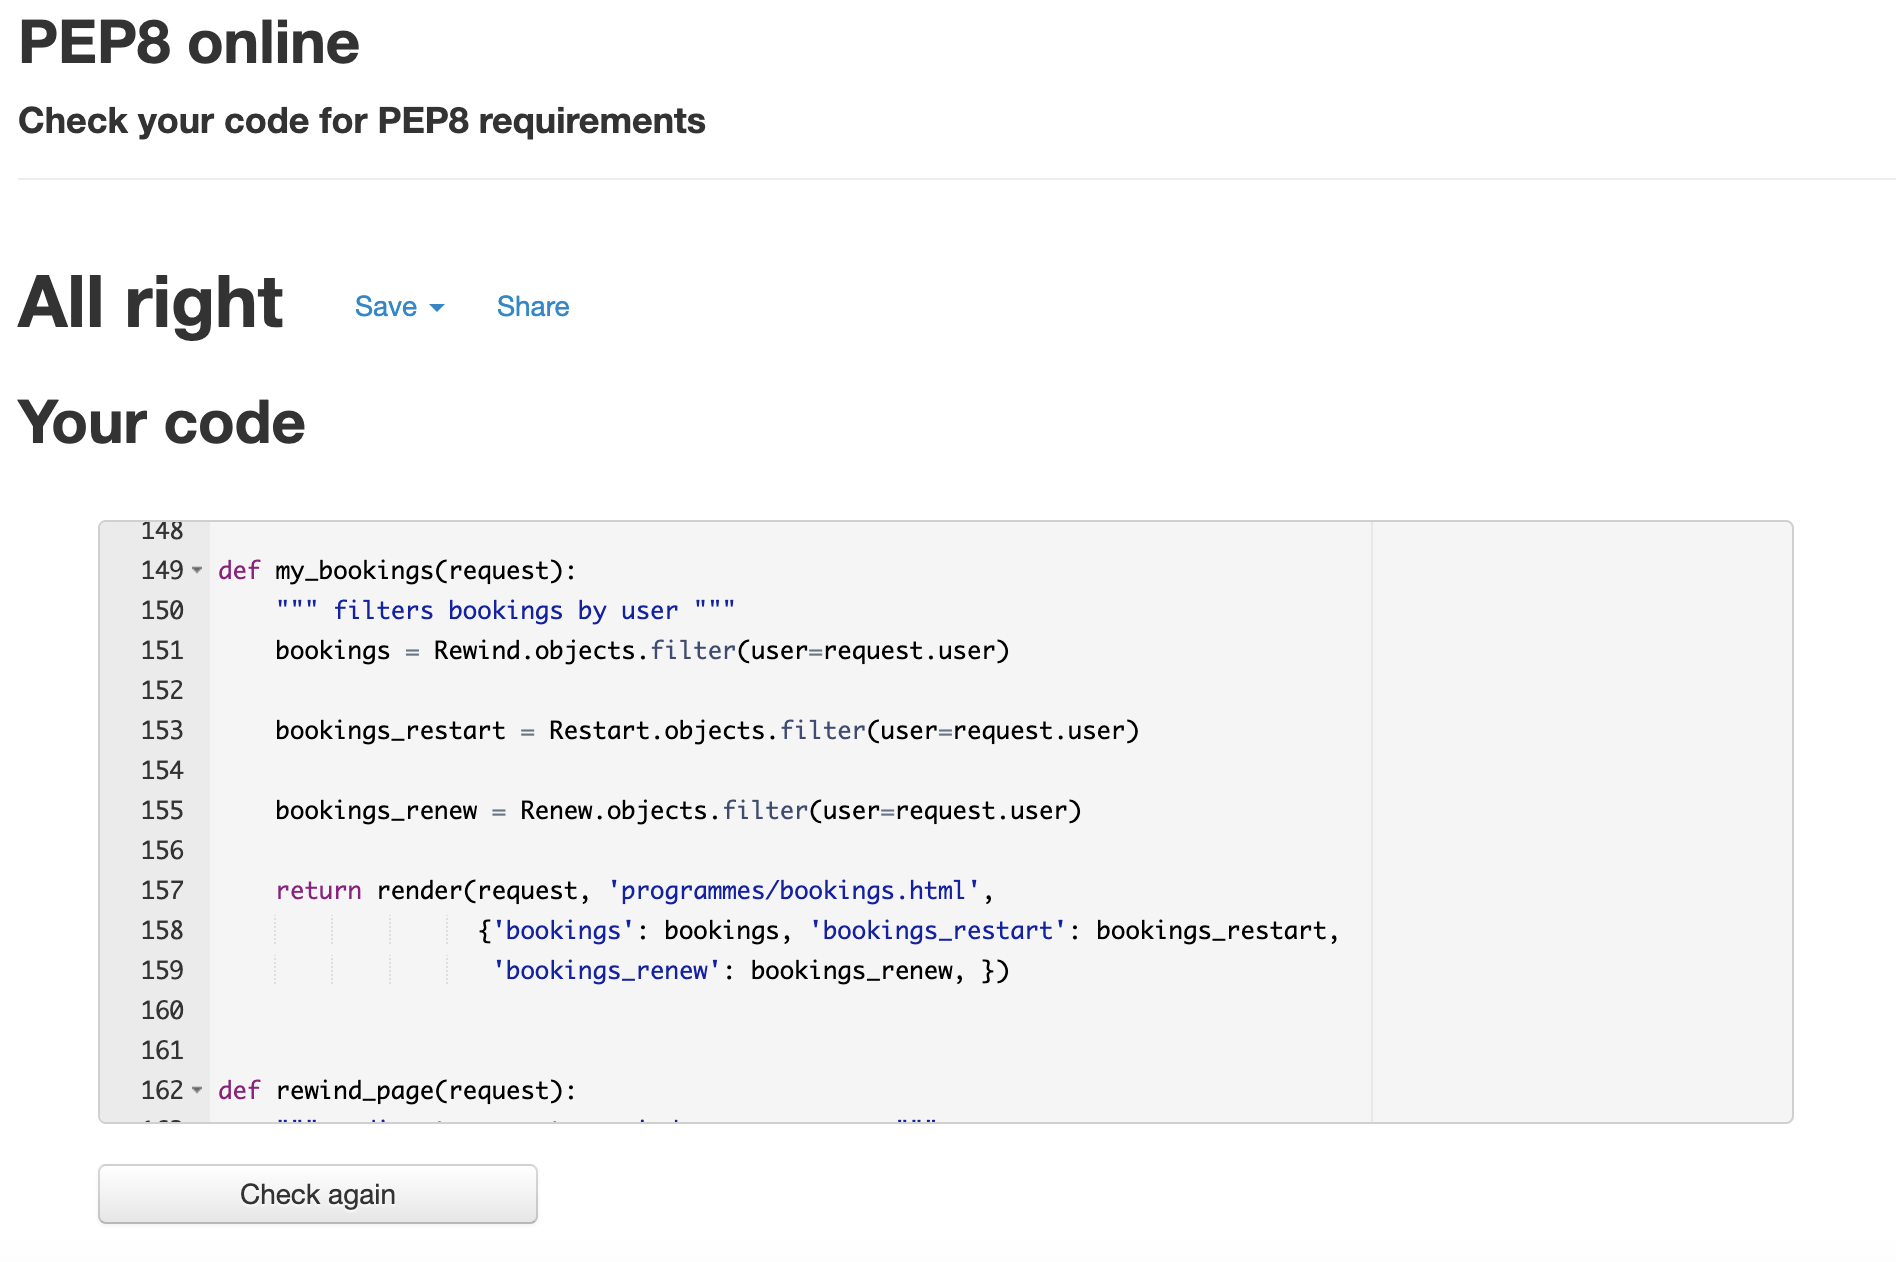 PEP8 online
Check your code for PEP8 requirements
All right Save Share
Your code
148
149 def my_bookings(request):
150     """ filters bookings by user """
151     bookings = Rewind.objects.filter(user=request.user)
152
153     bookings_restart = Restart.objects.filter(user=request.user)
154
155     bookings_renew = Renew.objects.filter(user=request.user)
156
157     return render(request, 'programmes/bookings.html',
158                   {'bookings': bookings, 'bookings_restart': bookings_restart,
159                    'bookings_renew': bookings_renew, })
160
161
162 def rewind_page(request):
Check again